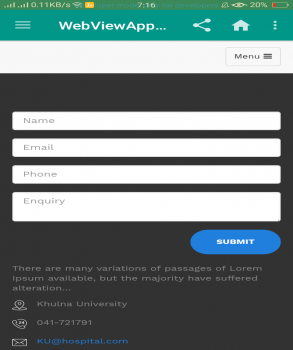 0.11KB/s 7:16 20%
WebViewApp...
Menu
Name
Email
Phone
Enquiry
SUBMIT
There are many variations of passages of Lorem
Ipsum available, but the majority have suffered
alteration...
Khulna University
041-721791
KU@hospital.com